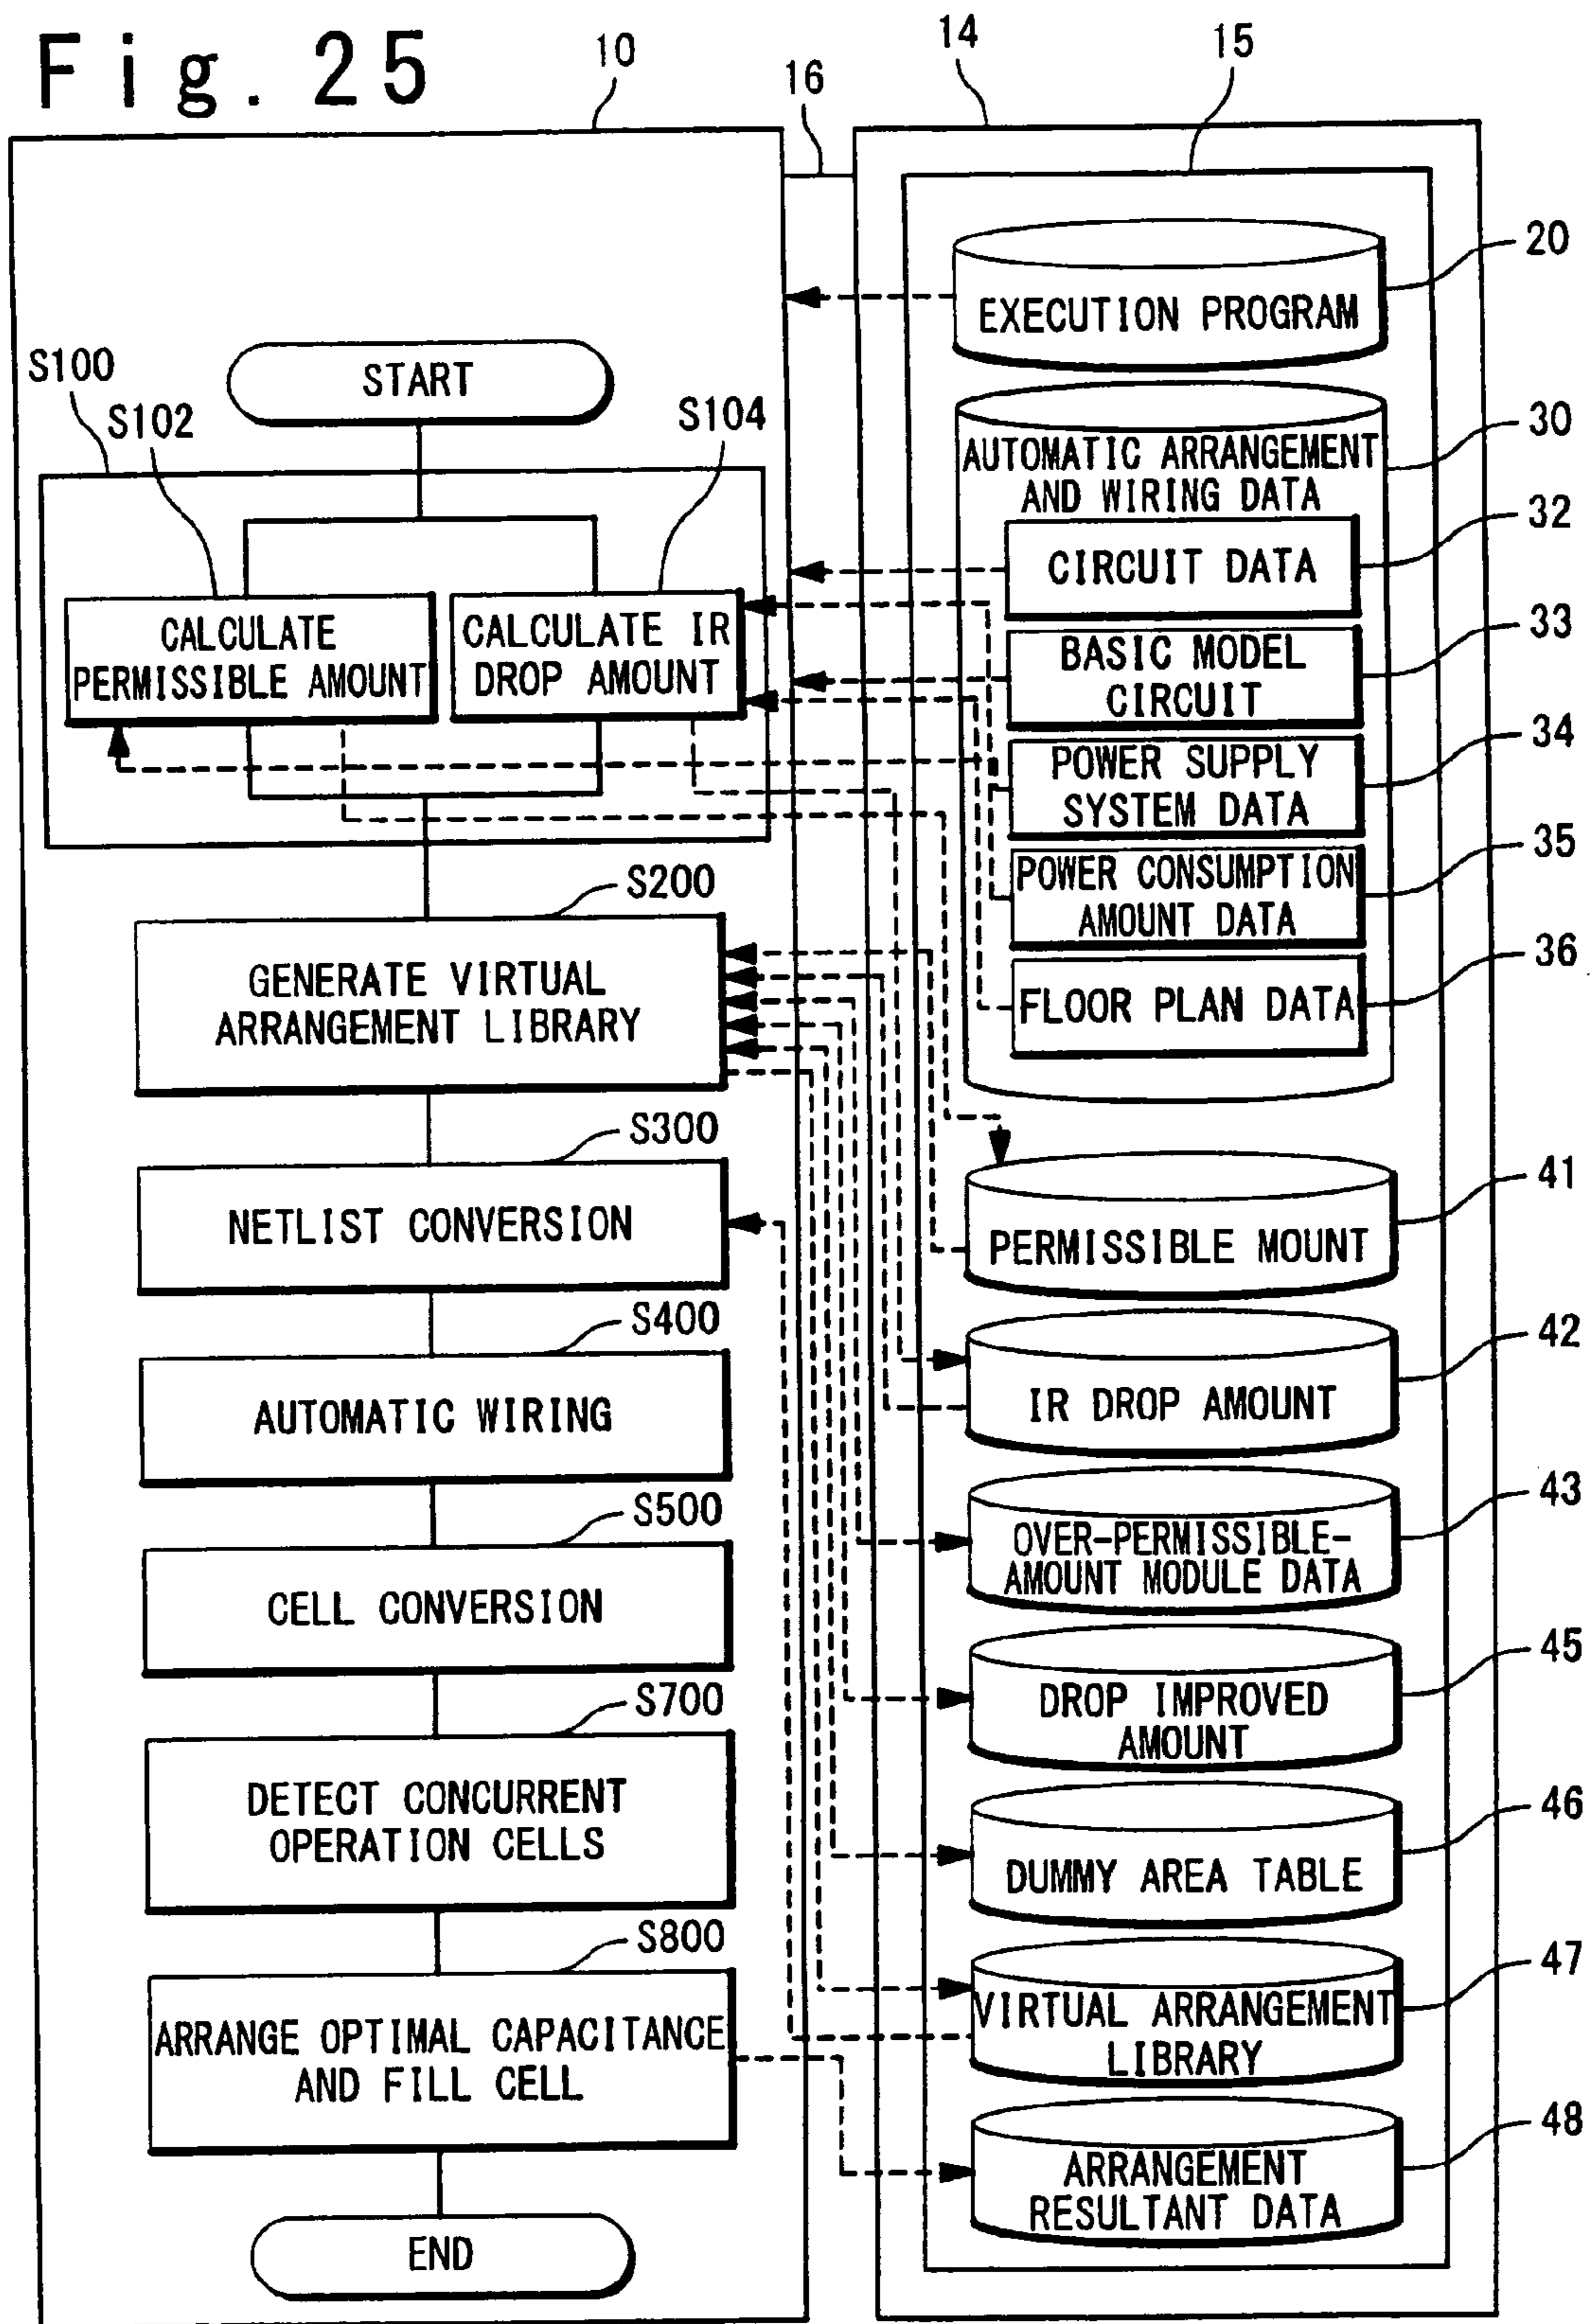 Fig. 25
10
16
14
15
20
EXECUTION PROGRAM
START
S100
S102
S104
30
AUTOMATIC ARRANGEMENT
AND WIRING DATA
32
CIRCUIT DATA
CALCULATE
PERMISSIBLE AMOUNT
CALCULATE IR
DROP AMOUNT
33
BASIC MODEL
CIRCUIT
34
POWER SUPPLY
SYSTEM DATA
35
POWER CONSUMPTION
AMOUNT DATA
36
FLOOR PLAN DATA
S200
GENERATE VIRTUAL
ARRANGEMENT LIBRARY
S300
NETLIST CONVERSION
41
PERMISSIBLE MOUNT
S400
AUTOMATIC WIRING
42
IR DROP AMOUNT
S500
CELL CONVERSION
43
OVER-PERMISSIBLE-
AMOUNT MODULE DATA
45
DROP IMPROVED
AMOUNT
S700
DETECT CONCURRENT
OPERATION CELLS
46
DUMMY AREA TABLE
S800
ARRANGE OPTIMAL CAPACITANCE
AND FILL CELL
47
VIRTUAL ARRANGEMENT
LIBRARY
48
ARRANGEMENT
RESULTANT DATA
END